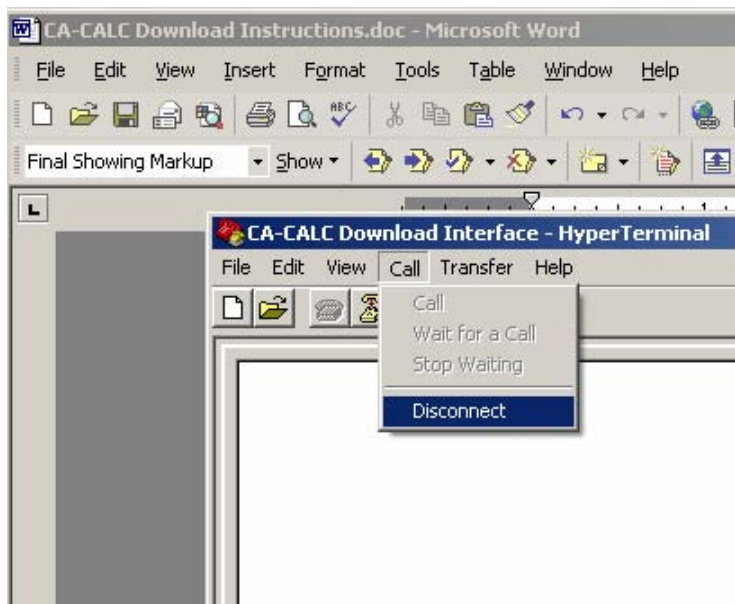 CA-CALC Download Instructions.doc - Microsoft Word
File Edit View Insert Format Tools Table Window Help
ABC
Final Showing Markup Show
L
1
CA-CALC Download Interface - HyperTerminal
File Edit View Call Transfer Help
Call
Wait for a Call
Stop Waiting
Disconnect